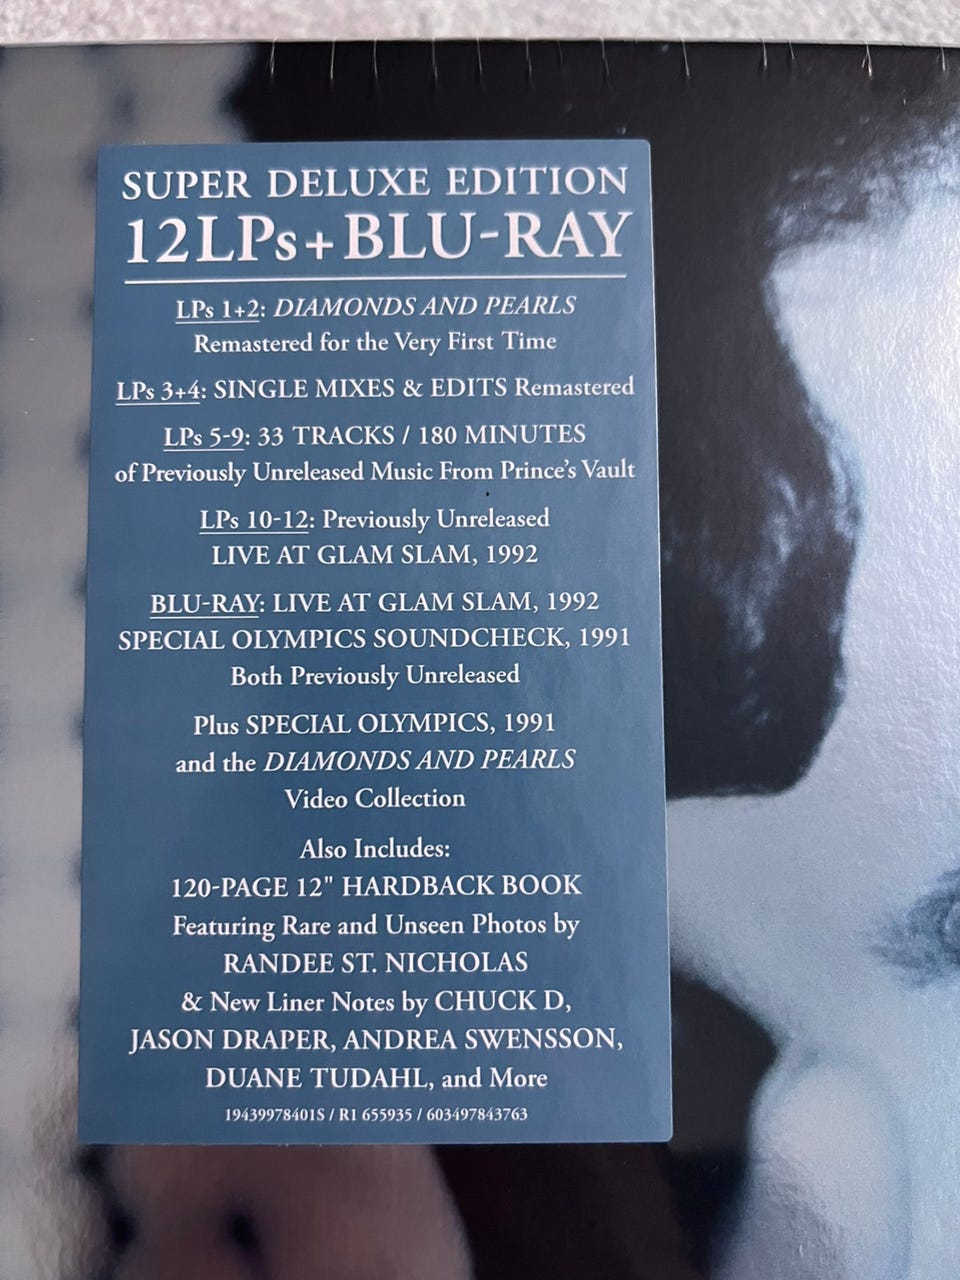 SUPER DELUXE EDITION
12LPs+BLU-RAY
LPs 1+2: DIAMONDS AND PEARLS
Remastered for the Very First Time
LPs 3+4: SINGLE MIXES & EDITS Remastered
LPs 5-9: 33 TRACKS / 180 MINUTES
of Previously Unreleased Music From Prince's Vault
LPs 10-12: Previously Unreleased
LIVE AT GLAM SLAM, 1992
BLU-RAY: LIVE AT GLAM SLAM, 1992
SPECIAL OLYMPICS SOUNDCHECK, 1991
Both Previously Unreleased
Plus SPECIAL OLYMPICS, 1991
and the DIAMONDS AND PEARLS
Video Collection
Also Includes:
120-PAGE 12" HARDBACK BOOK
Featuring Rare and Unseen Photos by
RANDEE ST. NICHOLAS
& New Liner Notes by CHUCK D,
JASON DRAPER, ANDREA SWENSSON,
DUANE TUDAHL, and More
19439978401S / R1 655935 / 603497843763